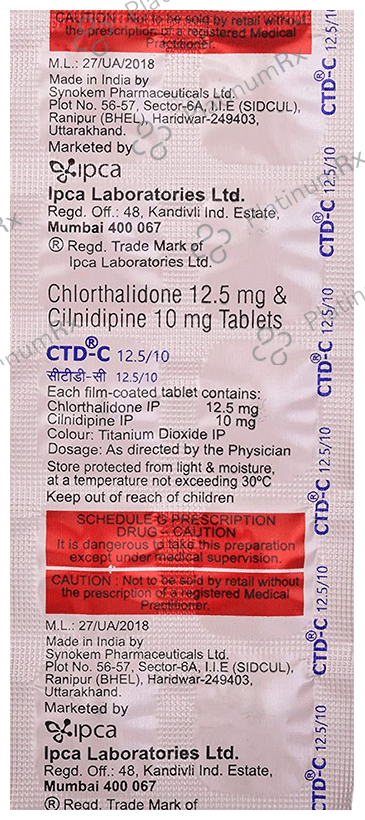 CAUTION : Not to be sold by retail without
the prescription of a registered Medical
Practitioner.
M.L.: 27/UA/2018
Made in India by
Synokem Pharmaceuticals Ltd.
Plot No. 56-57, Sector-6A, I.I.E (SIDCUL),
Ranipur (BHEL), Haridwar-249403,
Uttarakhand.
Marketed by
ipca
Ipca Laboratories Ltd.
Regd. Off.: 48, Kandivli Ind. Estate,
Mumbai 400 067
® Regd. Trade Mark of
Ipca Laboratories Ltd.
Chlorthalidone 12.5 mg &
Cilnidipine 10 mg Tablets
CTD®-C 12.5/10
सीटीडी-सी 12.5/10
Each film-coated tablet contains:
Chlorthalidone IP 12.5 mg
Cilnidipine IP 10 mg
Colour: Titanium Dioxide IP
Dosage: As directed by the Physician
Store protected from light & moisture,
at a temperature not exceeding 30ºC
Keep out of reach of children
SCHEDULE G PRESCRIPTION
DRUG – CAUTION
It is dangerous to take this preparation
except under medical supervision.
CAUTION : Not to be sold by retail without
the prescription of a registered Medical
Practitioner.
M.L.: 27/UA/2018
Made in India by
Synokem Pharmaceuticals Ltd.
Plot No. 56-57, Sector-6A, I.I.E (SIDCUL),
Ranipur (BHEL), Haridwar-249403,
Uttarakhand.
Marketed by
ipca
Ipca Laboratories Ltd.
Regd. Off.: 48, Kandivli Ind. Estate,
Mumbai 400 067
® Regd. Trade Mark of
CTD®-C 12.5/10
CTD®-C 12.5/10
CTD®-C 12.5/10
CTD®-C 12.5/10
CTD®-C 12.5/10
PlatinumRx